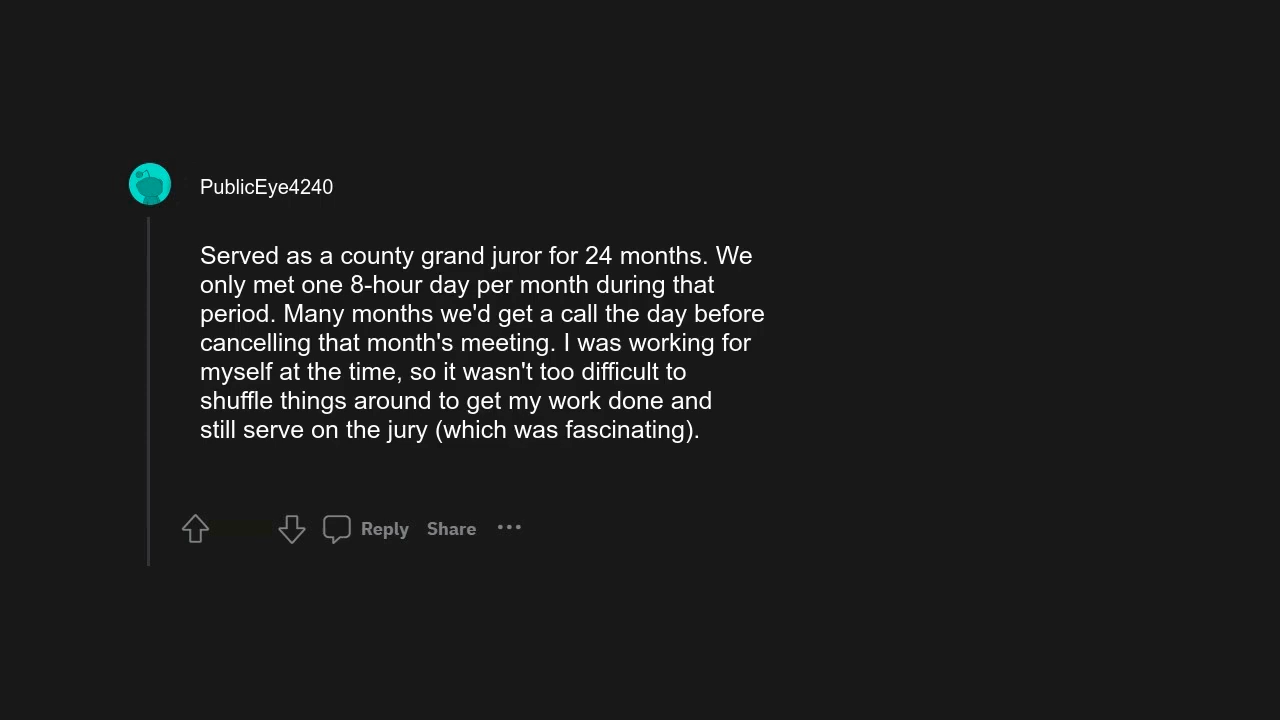 PublicEye4240
Served as a county grand juror for 24 months. We
only met one 8-hour day per month during that
period. Many months we'd get a call the day before
cancelling that month's meeting. I was working for
myself at the time, so it wasn't too difficult to
shuffle things around to get my work done and
still serve on the jury (which was fascinating).
Reply Share